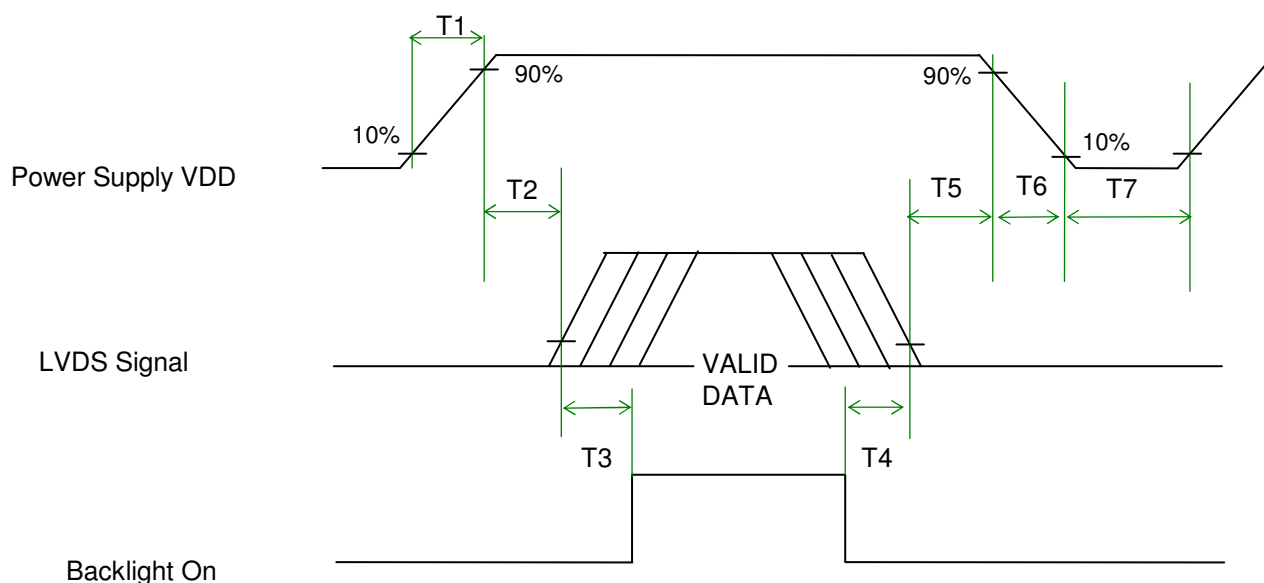 T1
90%
90%
10%
10%
Power Supply VDD
T2
T5
T6
T7
LVDS Signal
VALID
DATA
T3
T4
Backlight On